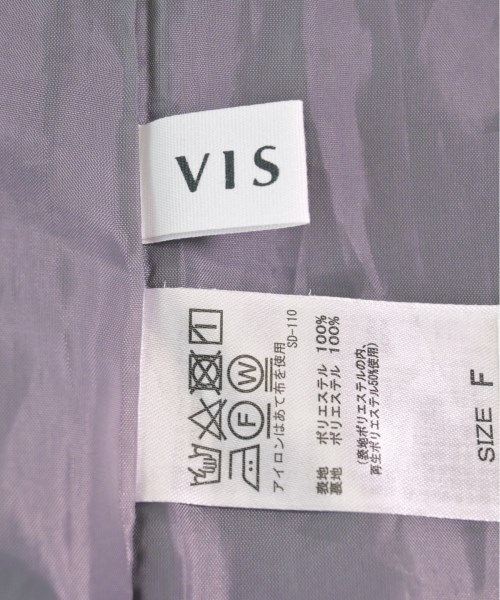 VIS
F
W
アイロンはあて布を使用
SD-110
表地 ポリエステル 100%
裏地 ポリエステル 100%
(表地ポリエステルの内、
再生ポリエステル50%使用)
SIZE F